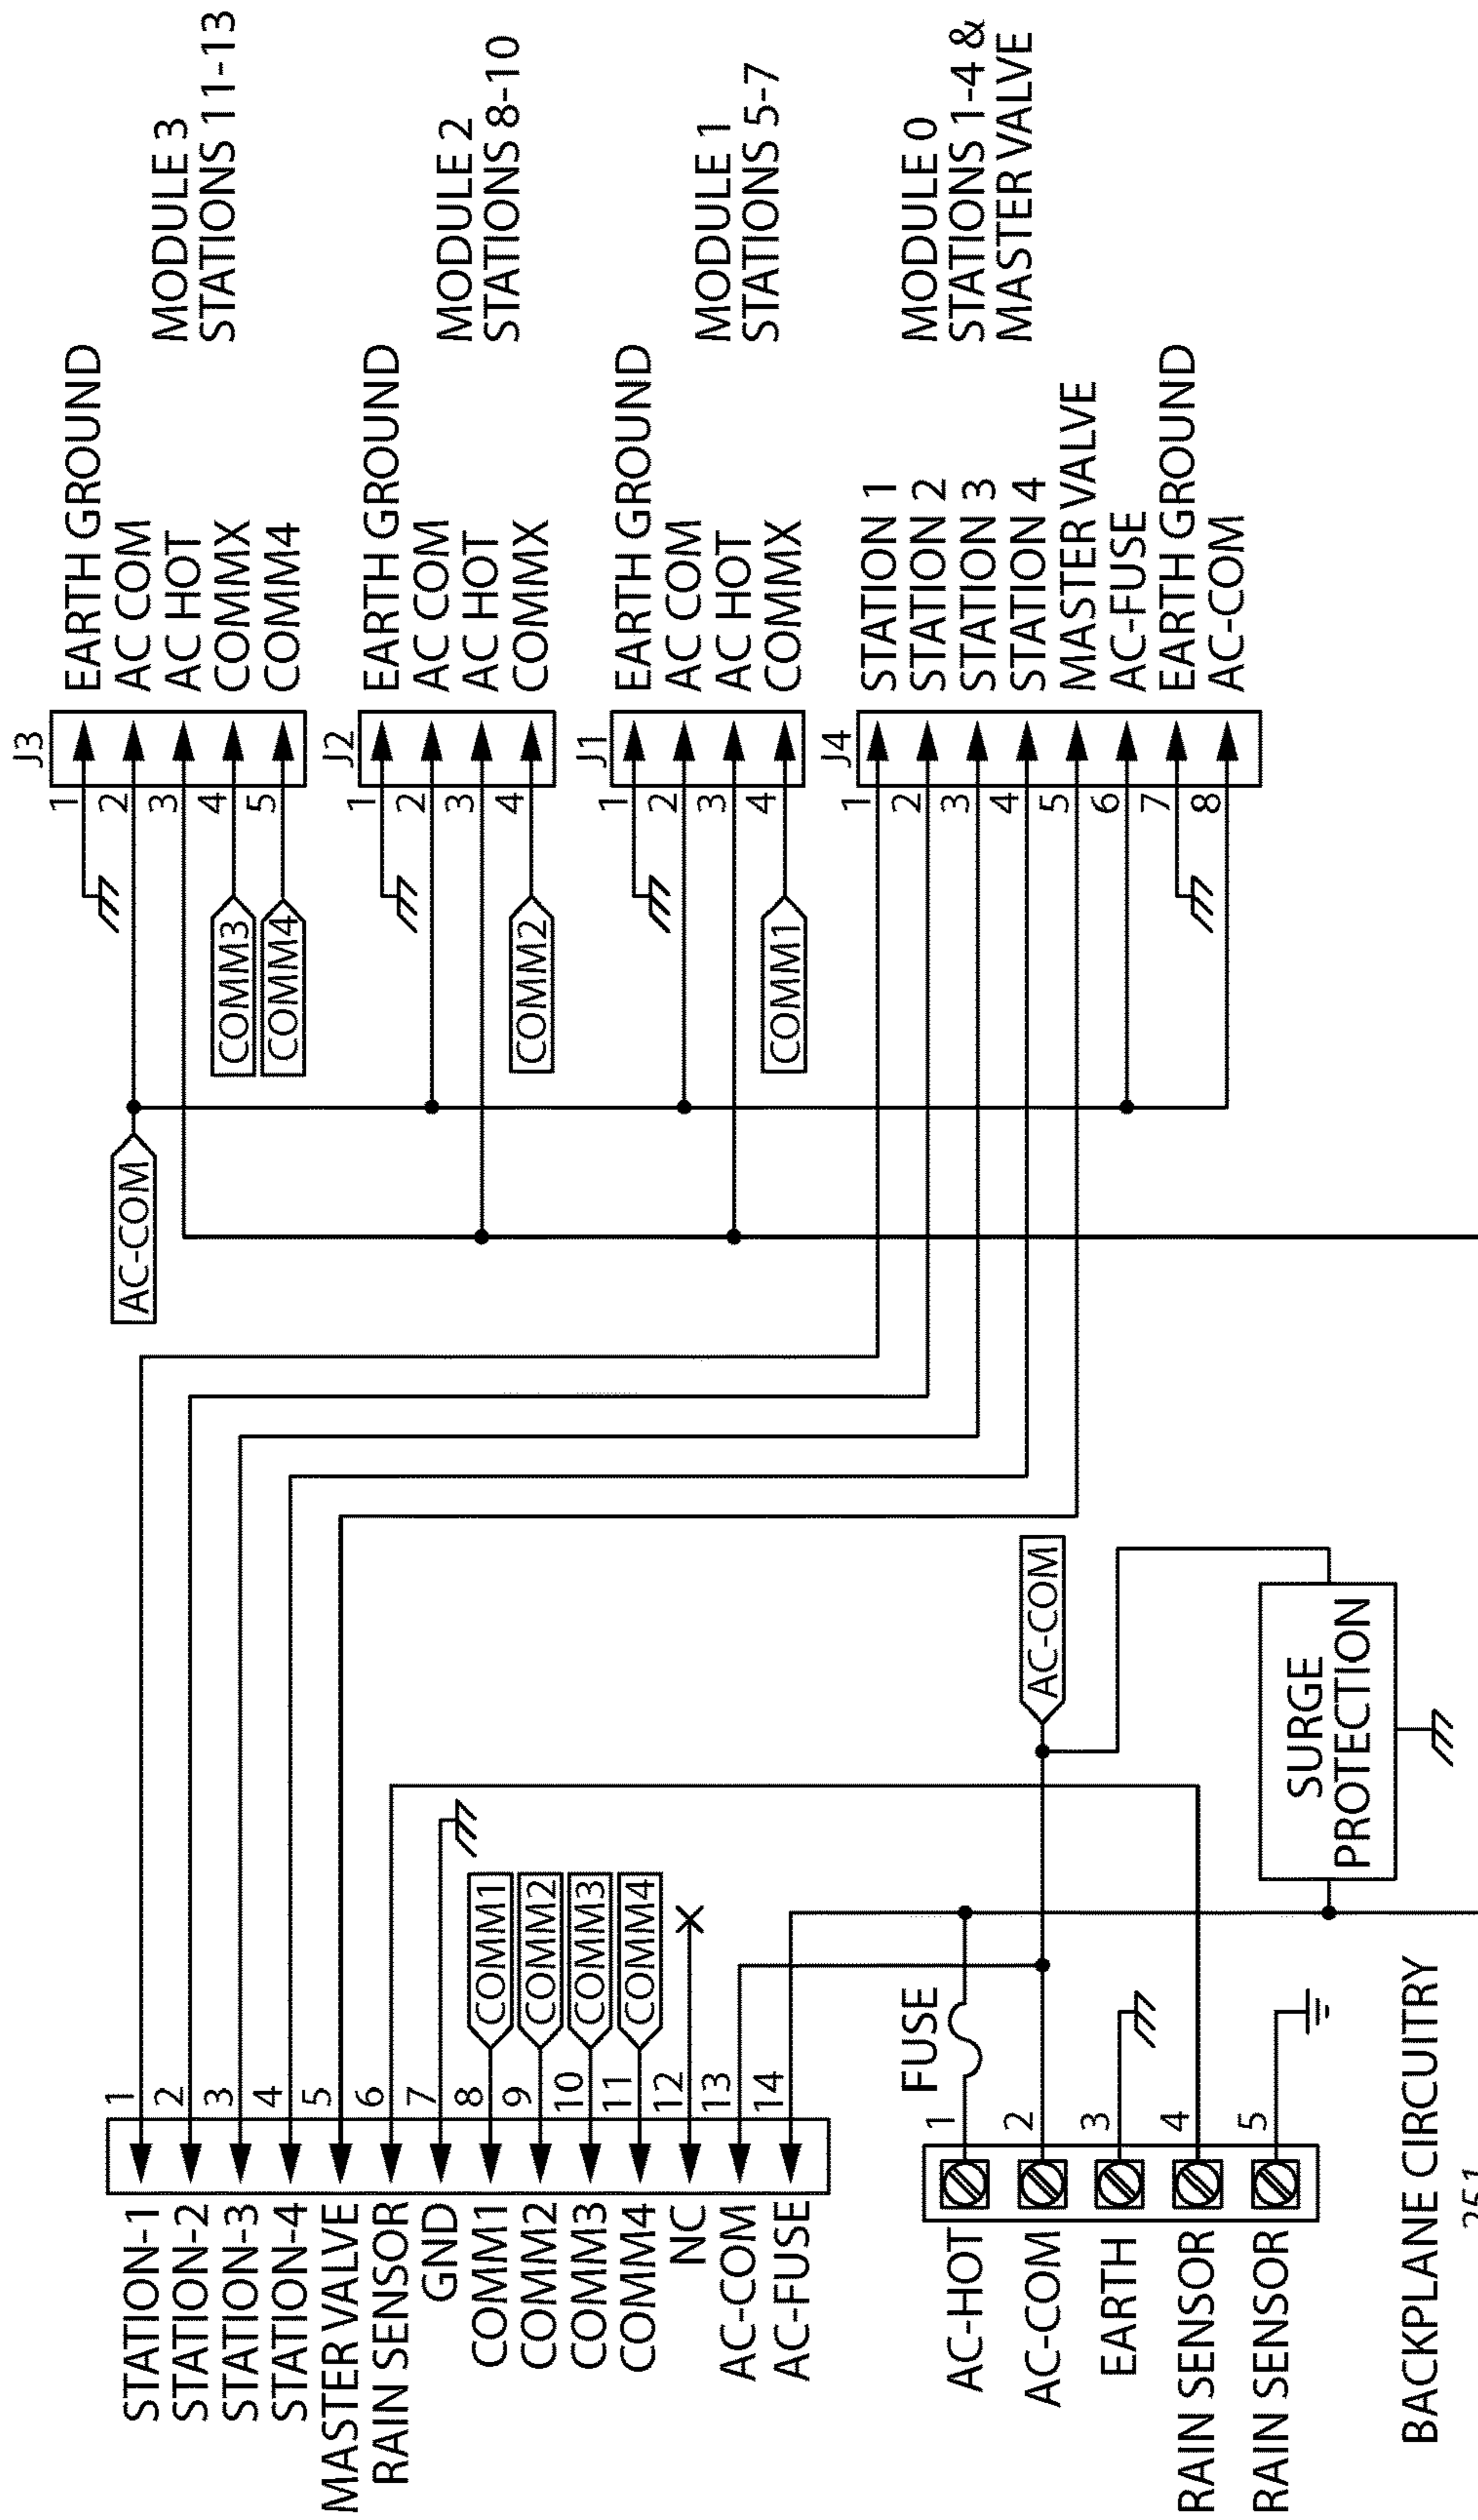 STATION-1
STATION-2
STATION-3
STATION-4
MASTER VALVE
RAIN SENSOR
GND
COMM1
COMM2
COMM3
COMM4
NC
AC-COM
AC-FUSE
1
2
3
4
5
6
7
8
9
10
11
12
13
14
COMM1
COMM2
COMM3
COMM4
AC-HOT
AC-COM
EARTH
RAIN SENSOR
RAIN SENSOR
1
2
3
4
5
FUSE
AC-COM
SURGE
PROTECTION
BACKPLANE CIRCUITRY
251
AC-COM
J3
1
2
3
4
5
COMM3
COMM4
EARTH GROUND
AC COM
AC HOT
COMMX
COMM4
MODULE 3
STATIONS 11-13
J2
1
2
3
4
COMM2
EARTH GROUND
AC COM
AC HOT
COMMX
MODULE 2
STATIONS 8-10
J1
1
2
3
4
COMM1
EARTH GROUND
AC COM
AC HOT
COMMX
MODULE 1
STATIONS 5-7
J4
1
2
3
4
5
6
7
8
STATION 1
STATION 2
STATION 3
STATION 4
MASTER VALVE
AC-FUSE
EARTH GROUND
AC-COM
MODULE 0
STATIONS 1-4 &
MASTER VALVE